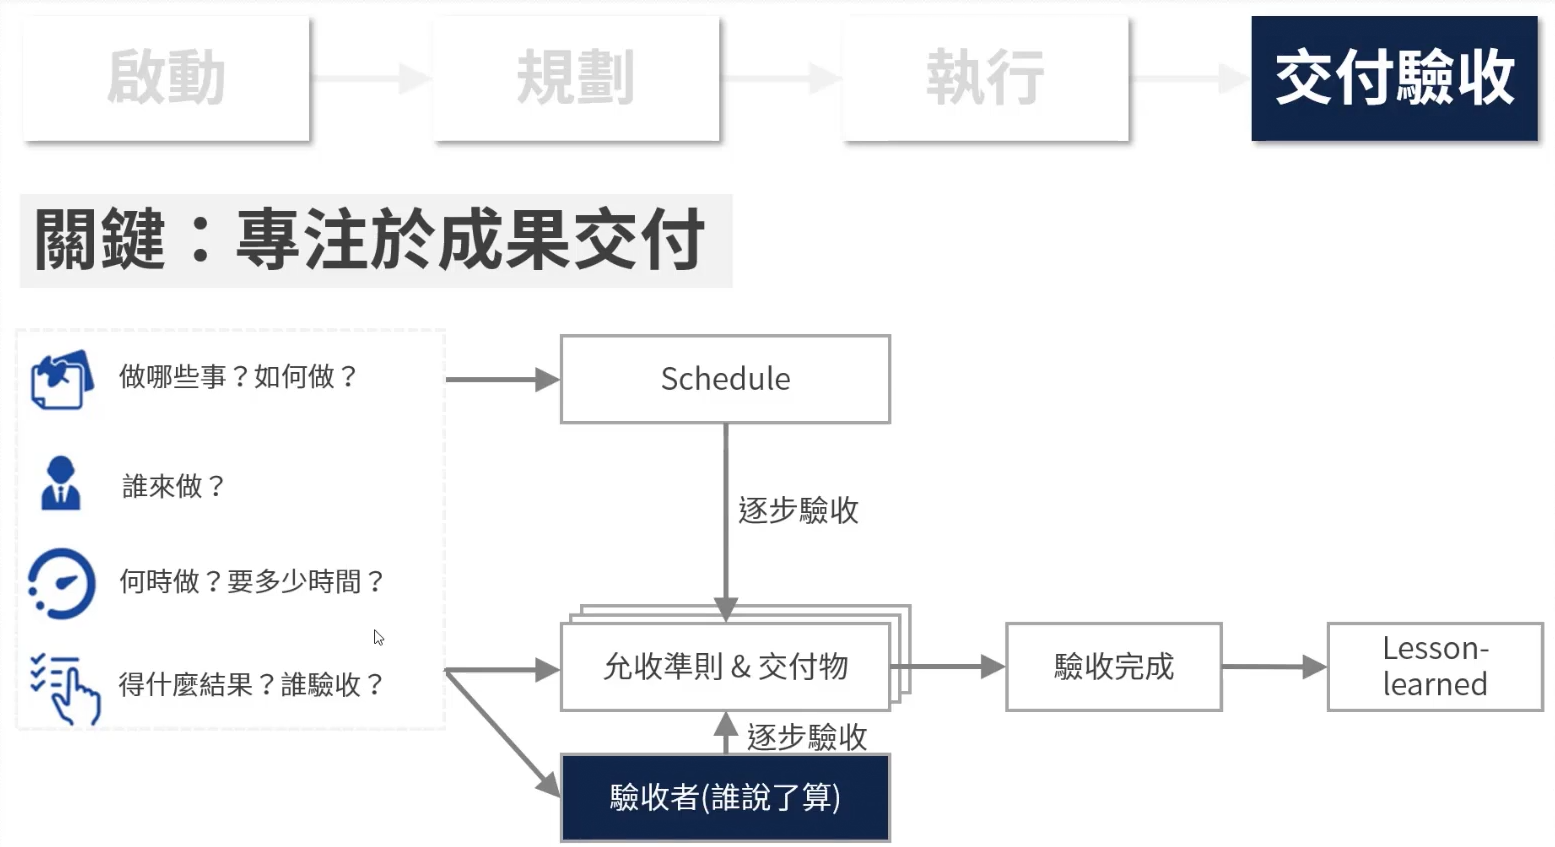 啟動
規劃
執行
交付驗收
關鍵：專注於成果交付
做哪些事？如何做？
誰來做？
何時做？要多少時間？
得什麼結果？誰驗收？
Schedule
逐步驗收
允收準則 & 交付物
驗收完成
Lesson-
learned
逐步驗收
驗收者(誰說了算)